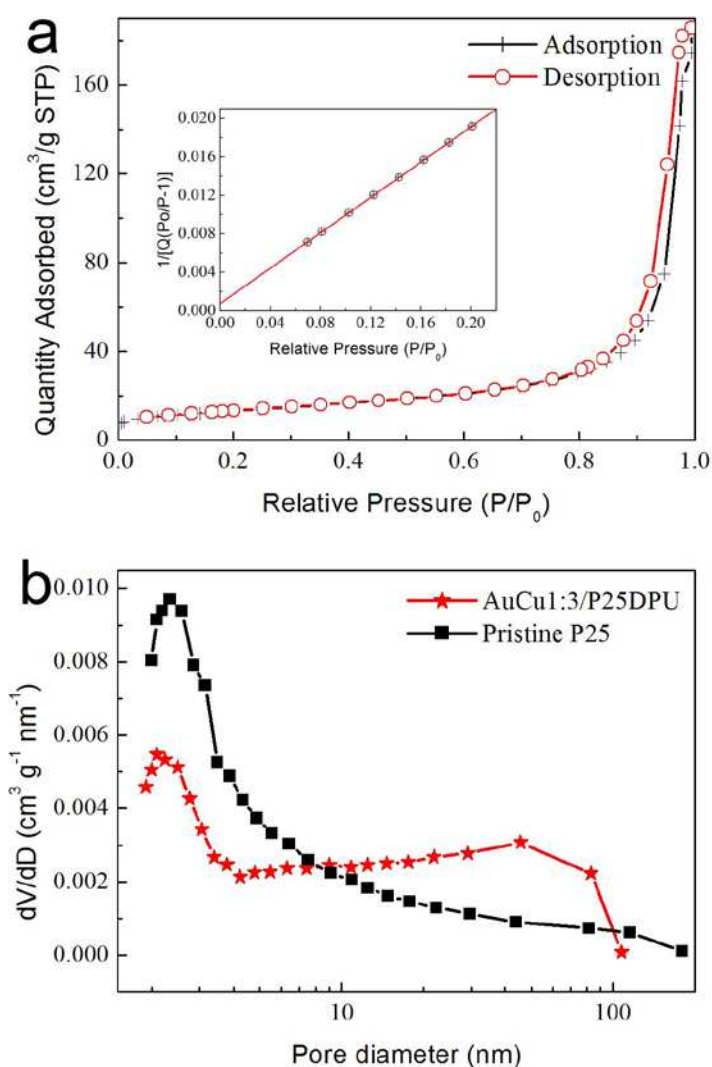 a
Quantity Adsorbed (cm³/g STP)
180
120
80
40
0
0.0
0.2
0.4
0.6
0.8
1.0
Relative Pressure (P/P₀)
Adsorption
Desorption
1/[Q(Po/P-1)]
0.020
0.016
0.012
0.008
0.004
0.000
0.00
0.04
0.08
0.12
0.16
0.20
Relative Pressure (P/P₀)
b
dV/dD (cm³ g⁻¹ nm⁻¹)
0.010
0.008
0.006
0.004
0.002
0.000
10
100
Pore diameter (nm)
AuCu1:3/P25DPU
Pristine P25